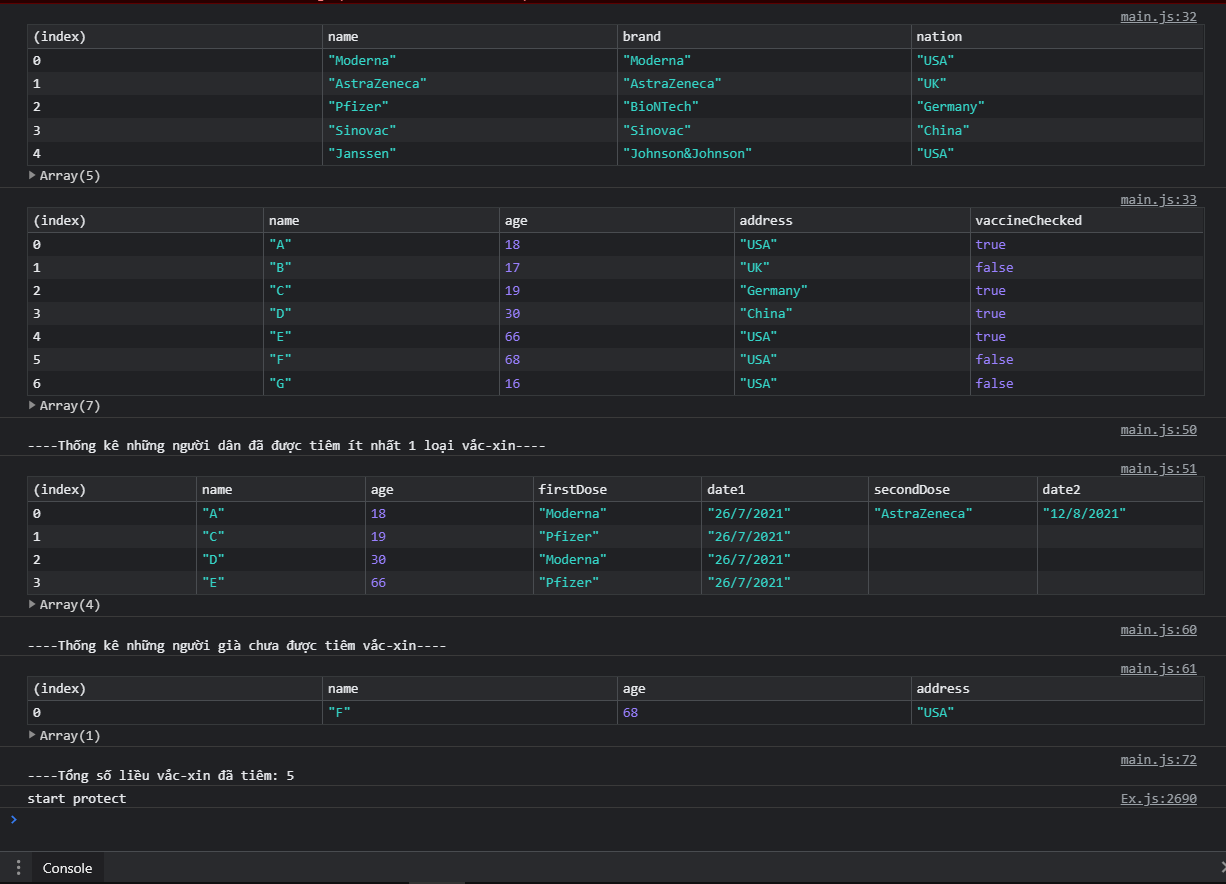 main.js:32
(index) name brand nation
0 "Moderna" "Moderna" "USA"
1 "AstraZeneca" "AstraZeneca" "UK"
2 "Pfizer" "BioNTech" "Germany"
3 "Sinovac" "Sinovac" "China"
4 "Janssen" "Johnson&Johnson" "USA"
Array(5)
main.js:33
(index) name age address vaccineChecked
0 "A" 18 "USA" true
1 "B" 17 "UK" false
2 "C" 19 "Germany" true
3 "D" 30 "China" true
4 "E" 66 "USA" true
5 "F" 68 "USA" false
6 "G" 16 "USA" false
Array(7)
main.js:50
----Thống kê những người dân đã được tiêm ít nhất 1 loại vắc-xin----
main.js:51
(index) name age firstDose date1 secondDose date2
0 "A" 18 "Moderna" "26/7/2021" "AstraZeneca" "12/8/2021"
1 "C" 19 "Pfizer" "26/7/2021"
2 "D" 30 "Moderna" "26/7/2021"
3 "E" 66 "Pfizer" "26/7/2021"
Array(4)
main.js:60
----Thống kê những người già chưa được tiêm vắc-xin----
main.js:61
(index) name age address
0 "F" 68 "USA"
Array(1)
main.js:72
----Tổng số liều vắc-xin đã tiêm: 5
start protect Ex.js:2690
Console